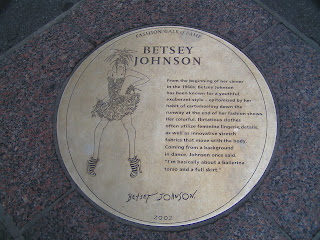 FASHION WALK OF FAME
BETSEY
JOHNSON
From the beginning of her career
in the 1960s, Betsey Johnson
has been known for a youthful,
exuberant style – epitomized by her
habit of cartwheeling down the
runway at the end of her fashion shows.
Her colorful, flirtatious clothes
often utilize feminine lingerie details,
as well as innovative stretch
fabrics that move with the body.
Coming from a background
in dance, Johnson once said,
"I'm basically about a ballerina
torso and a full skirt."
BETSEY JOHNSON.
2002